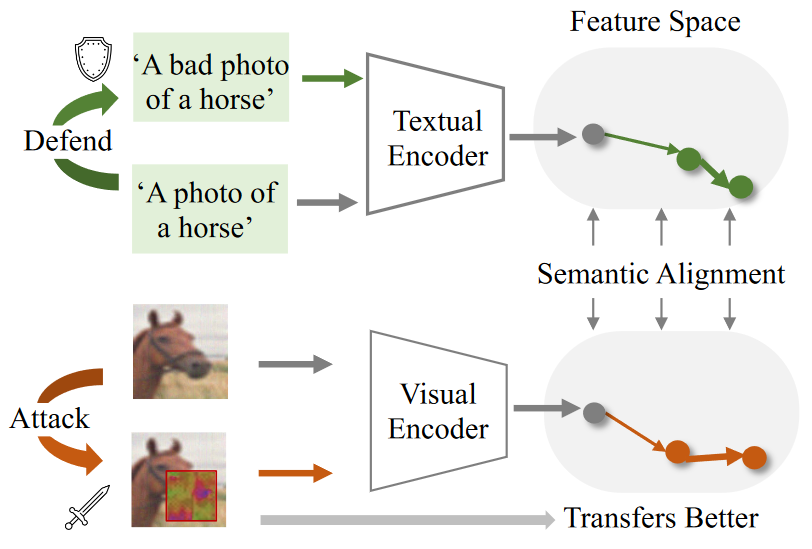 Feature Space
‘A bad photo
of a horse’
Defend
Textual
Encoder
‘A photo of
a horse’
Semantic Alignment
Attack
Visual
Encoder
Transfers Better